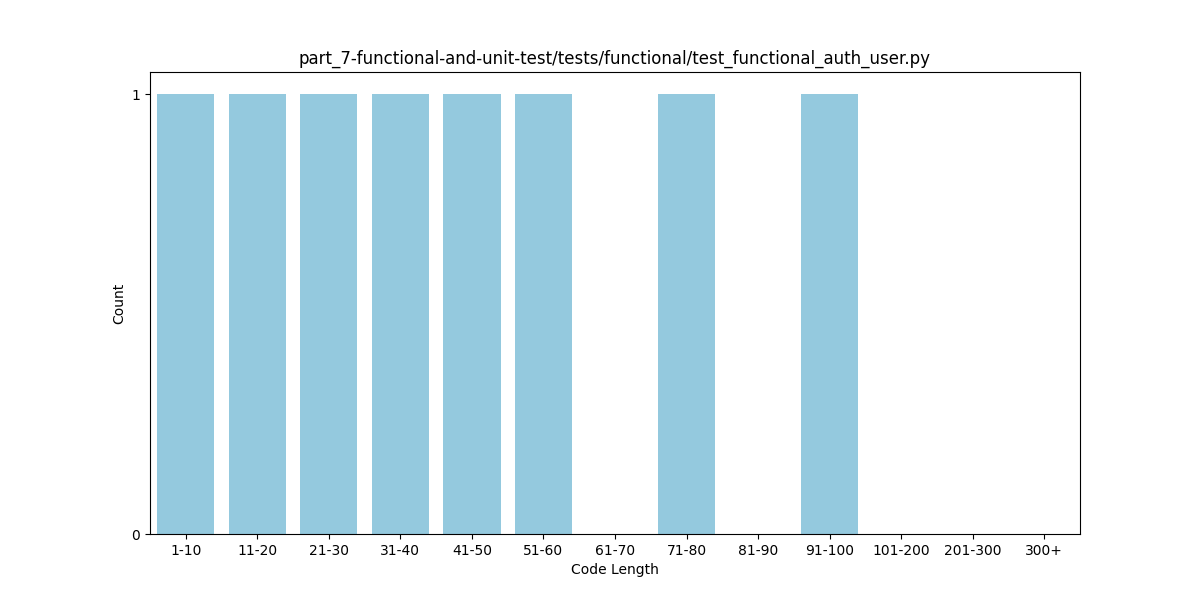 part_7-functional-and-unit-test/tests/functional/test_functional_auth_user.py
1
Count
0
1-10 11-20 21-30 31-40 41-50 51-60 61-70 71-80 81-90 91-100 101-200 201-300 300+
Code Length